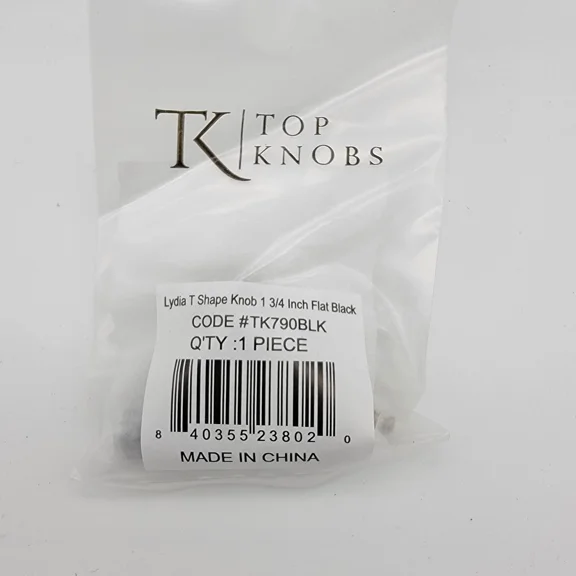 TK | TOP
KNOBS
Lydia T Shape Knob 1 3/4 Inch Flat Black
CODE #TK790BLK
Q'TY :1 PIECE
8 40355 23802 0
MADE IN CHINA